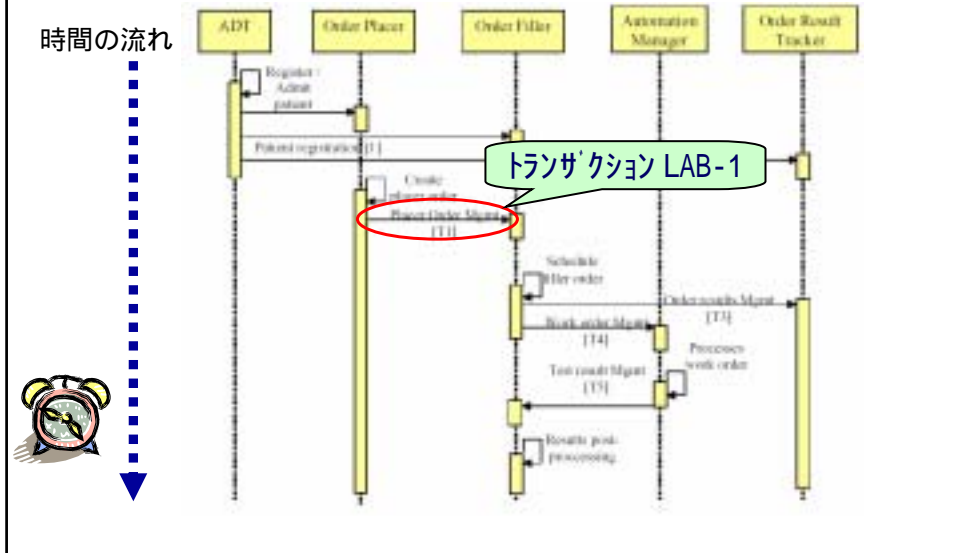 時間の流れ
ADT
Order Placer
Order Filler
Automation
Manager
Order Result
Tracker
Register /
Admit
patient
Patient registration [1]
トランザクション LAB-1
Create
placer order
Placer Order Mgmt
[T1]
Schedule
filler order
Order results Mgmt
[T3]
Work order Mgmt
[T4]
Processes
work order
Test result Mgmt
[T5]
Results post-
processing